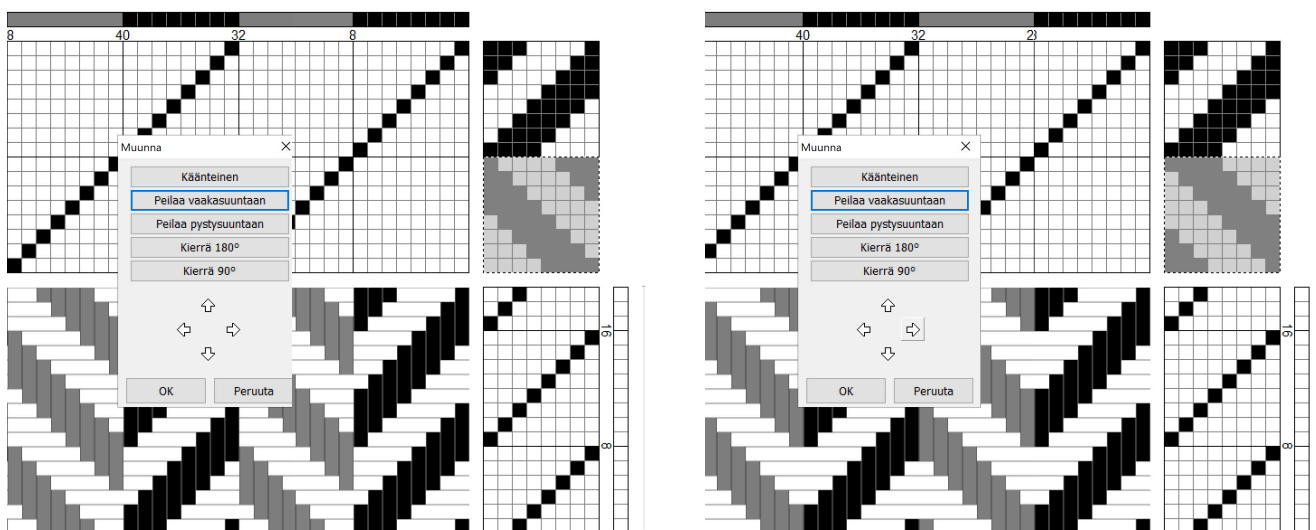 8 40 32 8
Muunna
Käänteinen
Peilaa vaakasuuntaan
Peilaa pystysuuntaan
Kierrä 180°
Kierrä 90°
OK Peruuta
16
8
40 32 23
Muunna
Käänteinen
Peilaa vaakasuuntaan
Peilaa pystysuuntaan
Kierrä 180°
Kierrä 90°
OK Peruuta
16
8